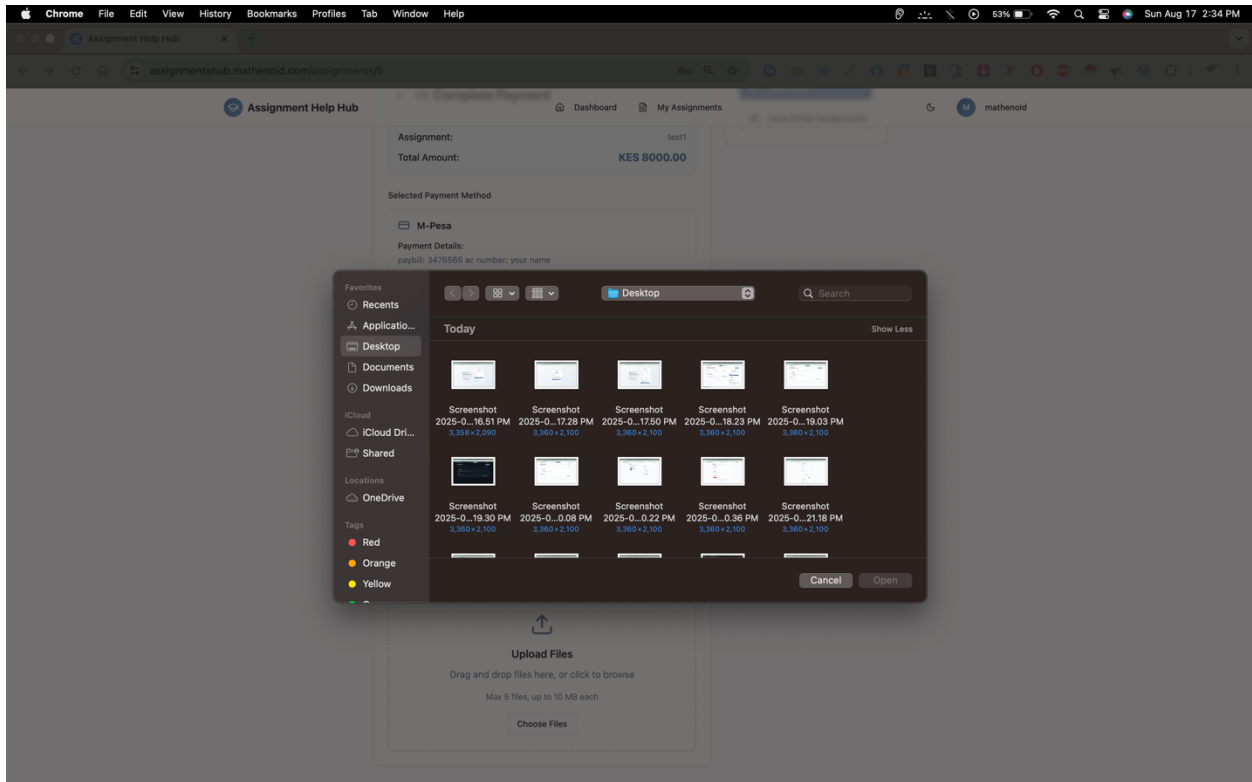 Chrome File Edit View History Bookmarks Profiles Tab Window Help 53% Sun Aug 17 2:34 PM
Assignment Help Hub
assignmentshub.mathenoid.com/assignments/5
Assignment Help Hub Dashboard My Assignments M mathenoid
Complete Payment
Assignment: test1
Total Amount: KES 8000.00
Selected Payment Method
M-Pesa
Payment Details:
paybill: 3476565 ac number: your name
Favorites
Recents
Applicatio...
Desktop
Documents
Downloads
iCloud
iCloud Dri...
Shared
Locations
OneDrive
Tags
Red
Orange
Yellow
Desktop Search
Today Show Less
Screenshot Screenshot Screenshot Screenshot Screenshot
2025-0...16.51 PM 2025-0...17.28 PM 2025-0...17.50 PM 2025-0...18.23 PM 2025-0...19.03 PM
3,358×2,090 3,360×2,100 3,360×2,100 3,360×2,100 3,360×2,100
Screenshot Screenshot Screenshot Screenshot Screenshot
2025-0...19.30 PM 2025-0...0.08 PM 2025-0...0.22 PM 2025-0...0.36 PM 2025-0...21.18 PM
3,360×2,100 3,360×2,100 3,360×2,100 3,360×2,100 3,360×2,100
Cancel Open
Upload Files
Drag and drop files here, or click to browse
Max 5 files, up to 10 MB each
Choose Files